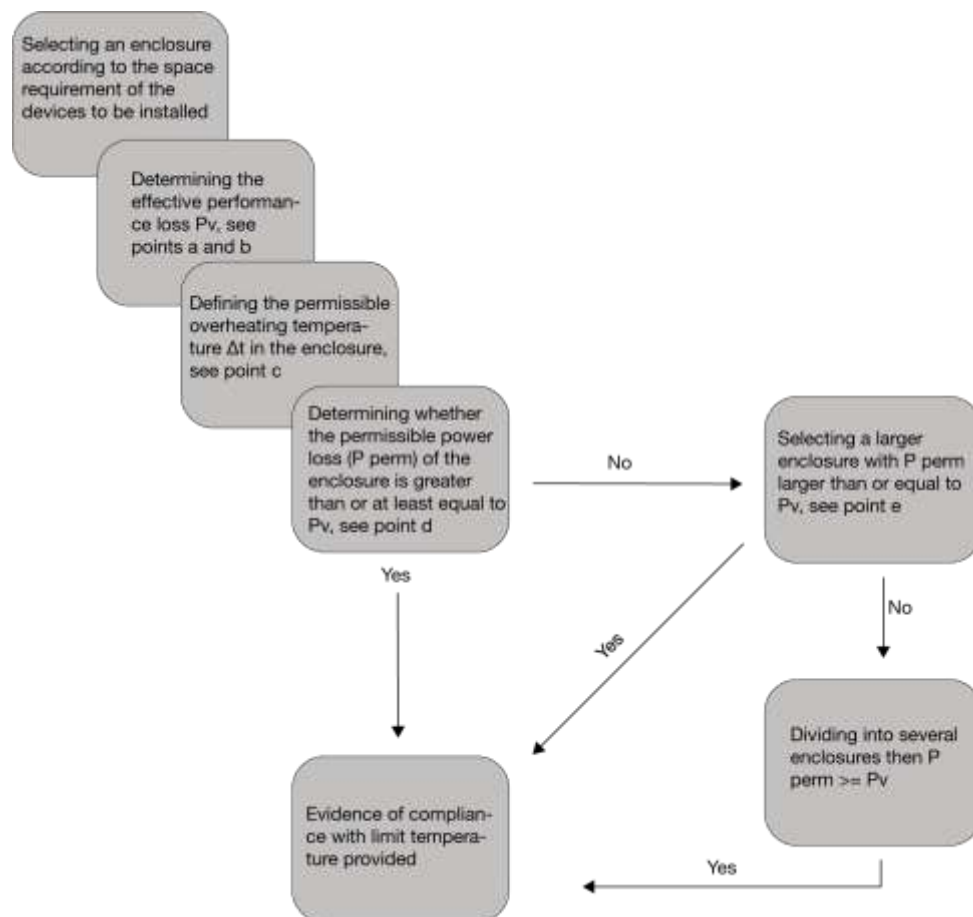 Selecting an enclosure
according to the space
requirement of the
devices to be installed
Determining the
effective performan-
ce loss Pv, see
points a and b
Defining the permissible
overheating tempera-
ture Δt in the enclosure,
see point c
Determining whether
the permissible power
loss (P perm) of the
enclosure is greater
than or at least equal to
Pv, see point d
No
Selecting a larger
enclosure with P perm
larger than or equal to
Pv, see point e
Yes
Yes
No
Dividing into several
enclosures then P
perm >= Pv
Evidence of complian-
ce with limit tempera-
ture provided
Yes